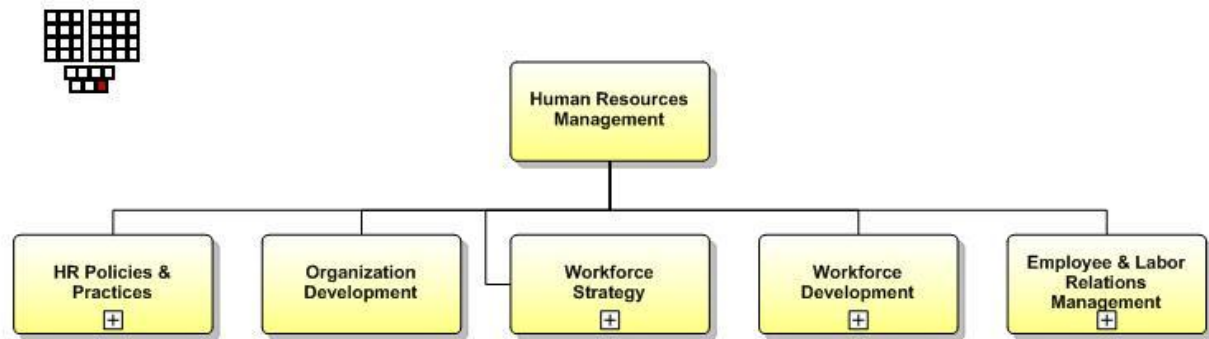 Human Resources
Management
HR Policies &
Practices
Organization
Development
Workforce
Strategy
Workforce
Development
Employee & Labor
Relations
Management